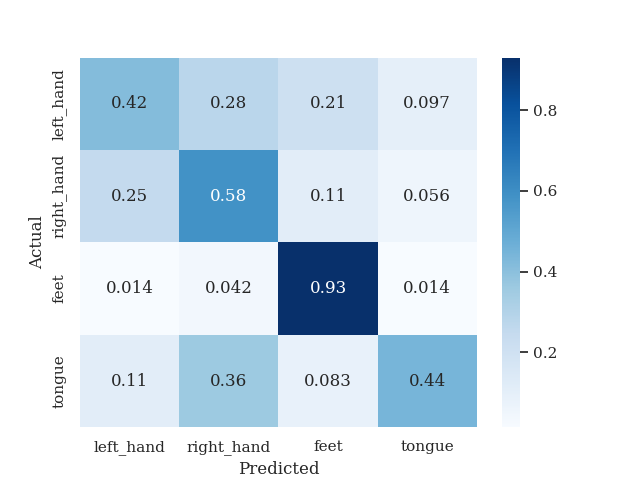 left_hand 0.42 0.28 0.21 0.097
right_hand 0.25 0.58 0.11 0.056
feet 0.014 0.042 0.93 0.014
tongue 0.11 0.36 0.083 0.44
left_hand right_hand feet tongue
Predicted
Actual
0.8
0.6
0.4
0.2